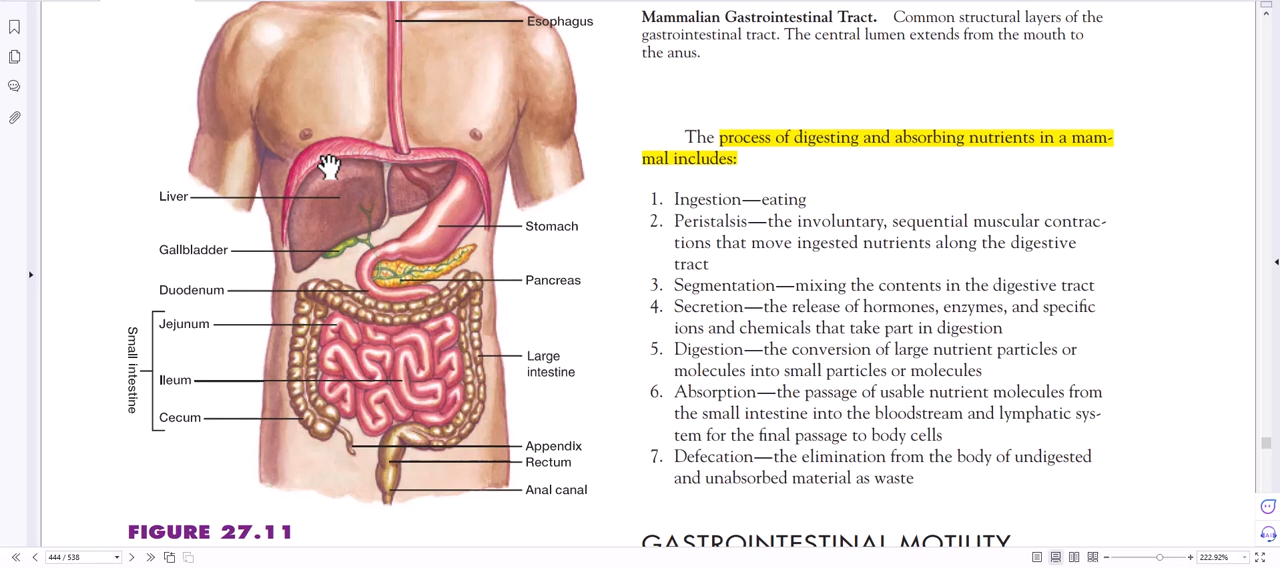 Esophagus
Liver
Gallbladder
Duodenum
Jejunum
Ileum
Cecum
Small intestine
Stomach
Pancreas
Large
intestine
Appendix
Rectum
Anal canal
FIGURE 27.11
Mammalian Gastrointestinal Tract. Common structural layers of the
gastrointestinal tract. The central lumen extends from the mouth to
the anus.
The process of digesting and absorbing nutrients in a mam-
mal includes:
1. Ingestion—eating
2. Peristalsis—the involuntary, sequential muscular contrac-
tions that move ingested nutrients along the digestive
tract
3. Segmentation—mixing the contents in the digestive tract
4. Secretion—the release of hormones, enzymes, and specific
ions and chemicals that take part in digestion
5. Digestion—the conversion of large nutrient particles or
molecules into small particles or molecules
6. Absorption—the passage of usable nutrient molecules from
the small intestine into the bloodstream and lymphatic sys-
tem for the final passage to body cells
7. Defecation—the elimination from the body of undigested
and unabsorbed material as waste
GASTROINTESTINAL MOTILITY
444 / 538
222.92%